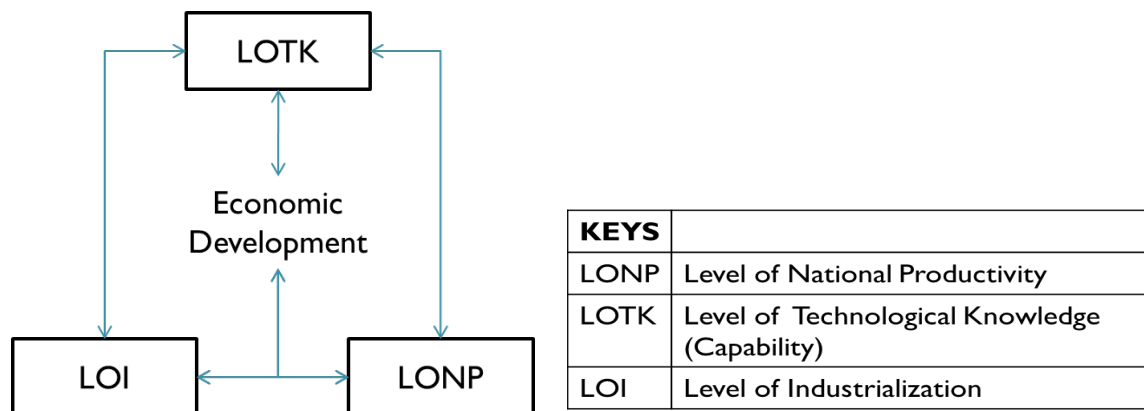 LOTK
Economic
Development
LOI
LONP
KEYS
LONP Level of National Productivity
LOTK Level of Technological Knowledge
(Capability)
LOI Level of Industrialization